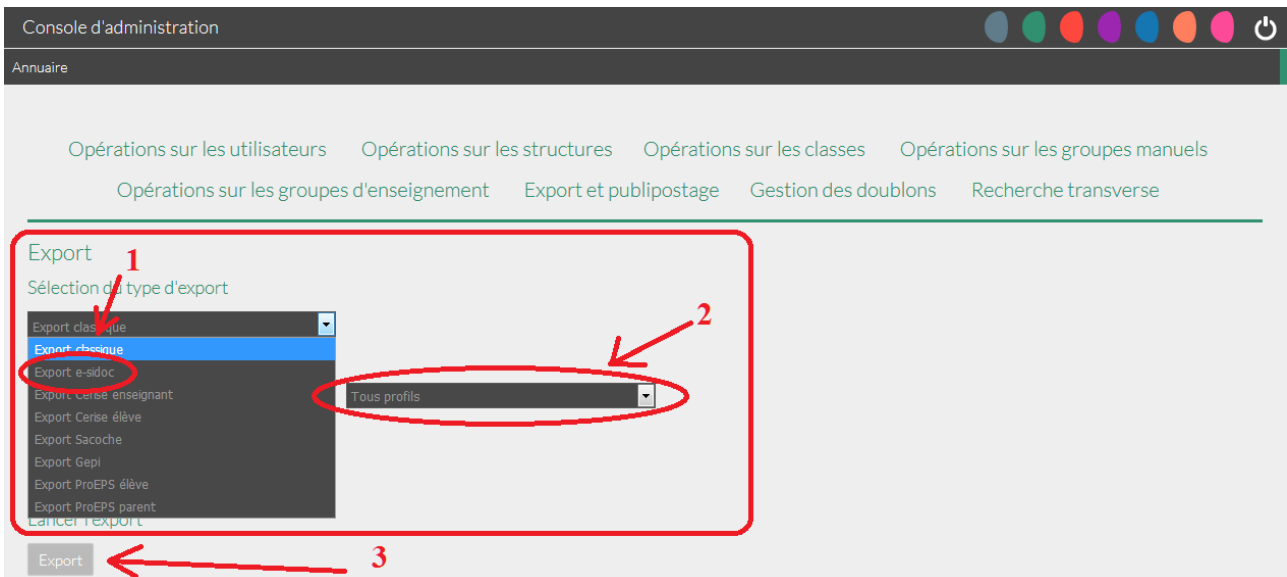 Console d'administration
Annuaire
Opérations sur les utilisateurs Opérations sur les structures Opérations sur les classes Opérations sur les groupes manuels
Opérations sur les groupes d'enseignement Export et publipostage Gestion des doublons Recherche transverse
Export
1
Sélection du type d'export
2
Export classique
Export classique
Export e-sidoc
Export Cerise enseignant
Tous profils
Export Cerise élève
Export Sacoche
Export Gepi
Export ProEPS élève
Export ProEPS parent
Lancer l'export
Export
3